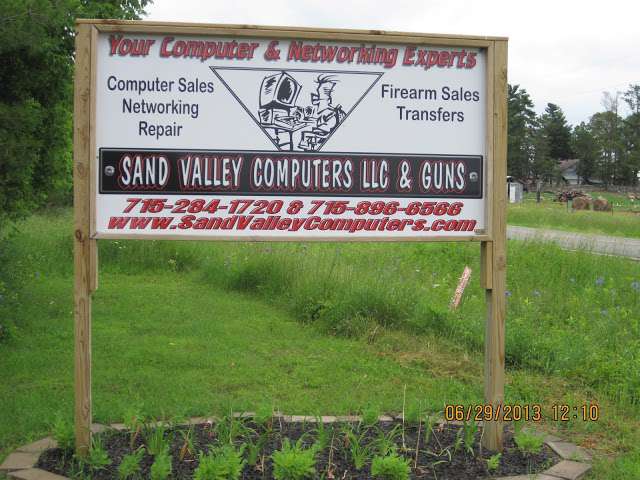 Your Computer & Networking Experts
Computer Sales
Networking
Repair
Firearm Sales
Transfers
SAND VALLEY COMPUTERS LLC & GUNS
715-284-1720 & 715-896-6566
www.SandValleyComputers.com
06/29/2013 12:10